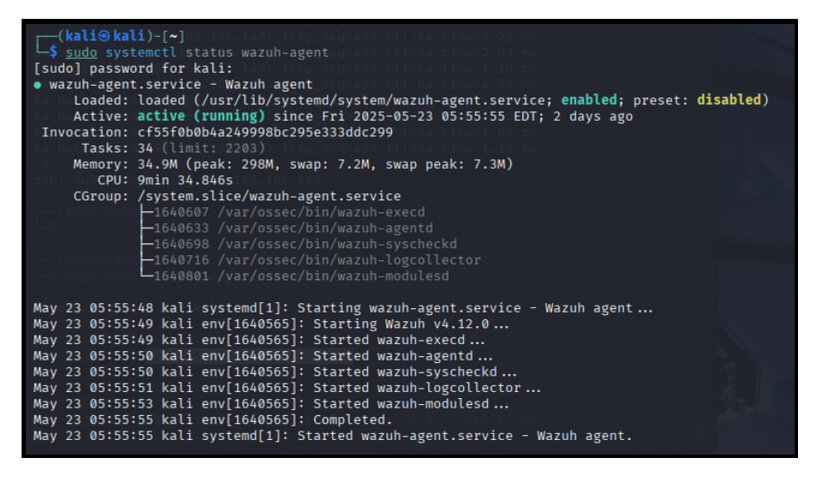 ┌──(kali㉿kali)-[~]
└─$ sudo systemctl status wazuh-agent
[sudo] password for kali:
● wazuh-agent.service - Wazuh agent
Loaded: loaded (/usr/lib/systemd/system/wazuh-agent.service; enabled; preset: disabled)
Active: active (running) since Fri 2025-05-23 05:55:55 EDT; 2 days ago
Invocation: cf55f0b0b4a249998bc295e333ddc299
Tasks: 34 (limit: 2203)
Memory: 34.9M (peak: 298M, swap: 7.2M, swap peak: 7.3M)
CPU: 9min 34.846s
CGroup: /system.slice/wazuh-agent.service
├─1640607 /var/ossec/bin/wazuh-execd
├─1640633 /var/ossec/bin/wazuh-agentd
├─1640698 /var/ossec/bin/wazuh-syscheckd
├─1640716 /var/ossec/bin/wazuh-logcollector
└─1640801 /var/ossec/bin/wazuh-modulesd
May 23 05:55:48 kali systemd[1]: Starting wazuh-agent.service - Wazuh agent...
May 23 05:55:49 kali env[1640565]: Starting Wazuh v4.12.0...
May 23 05:55:49 kali env[1640565]: Started wazuh-execd...
May 23 05:55:50 kali env[1640565]: Started wazuh-agentd...
May 23 05:55:50 kali env[1640565]: Started wazuh-syscheckd...
May 23 05:55:51 kali env[1640565]: Started wazuh-logcollector...
May 23 05:55:53 kali env[1640565]: Started wazuh-modulesd...
May 23 05:55:55 kali env[1640565]: Completed.
May 23 05:55:55 kali systemd[1]: Started wazuh-agent.service - Wazuh agent.